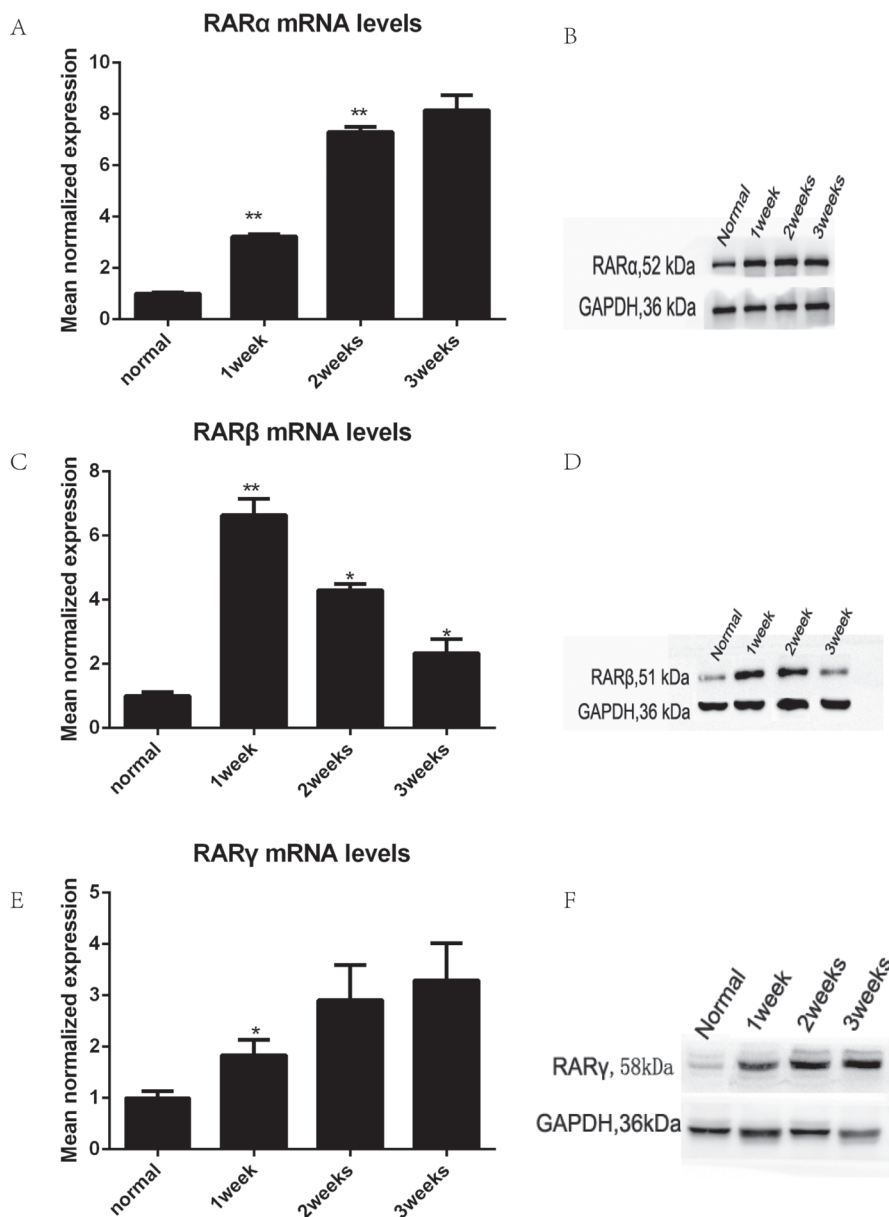 A
RARα mRNA levels
Mean normalized expression
10
8
6
4
2
0
**
**
normal
1week
2weeks
3weeks
B
Normal
1week
2weeks
3weeks
RARα,52 kDa
GAPDH,36 kDa
C
RARβ mRNA levels
Mean normalized expression
8
6
4
2
0
**
*
*
normal
1week
2weeks
3weeks
D
Normal
1week
2week
3week
RARβ,51 kDa
GAPDH,36 kDa
E
RARγ mRNA levels
Mean normalized expression
5
4
3
2
1
0
*
normal
1week
2weeks
3weeks
F
Normal
1week
2weeks
3weeks
RARγ, 58kDa
GAPDH,36kDa